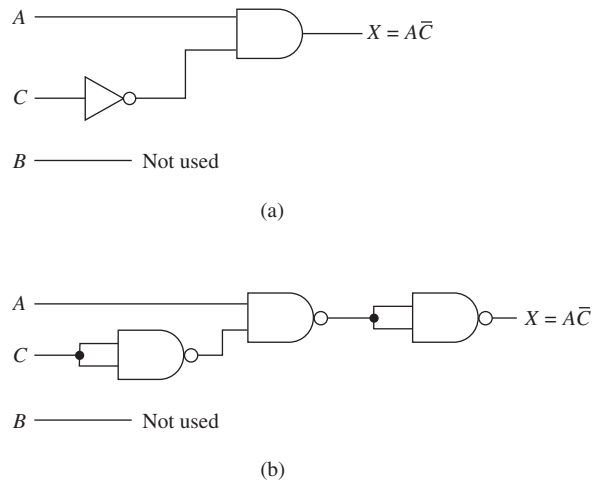 A
X = AC̅
C
B
Not used
(a)
A
X = AC̅
C
B
Not used
(b)